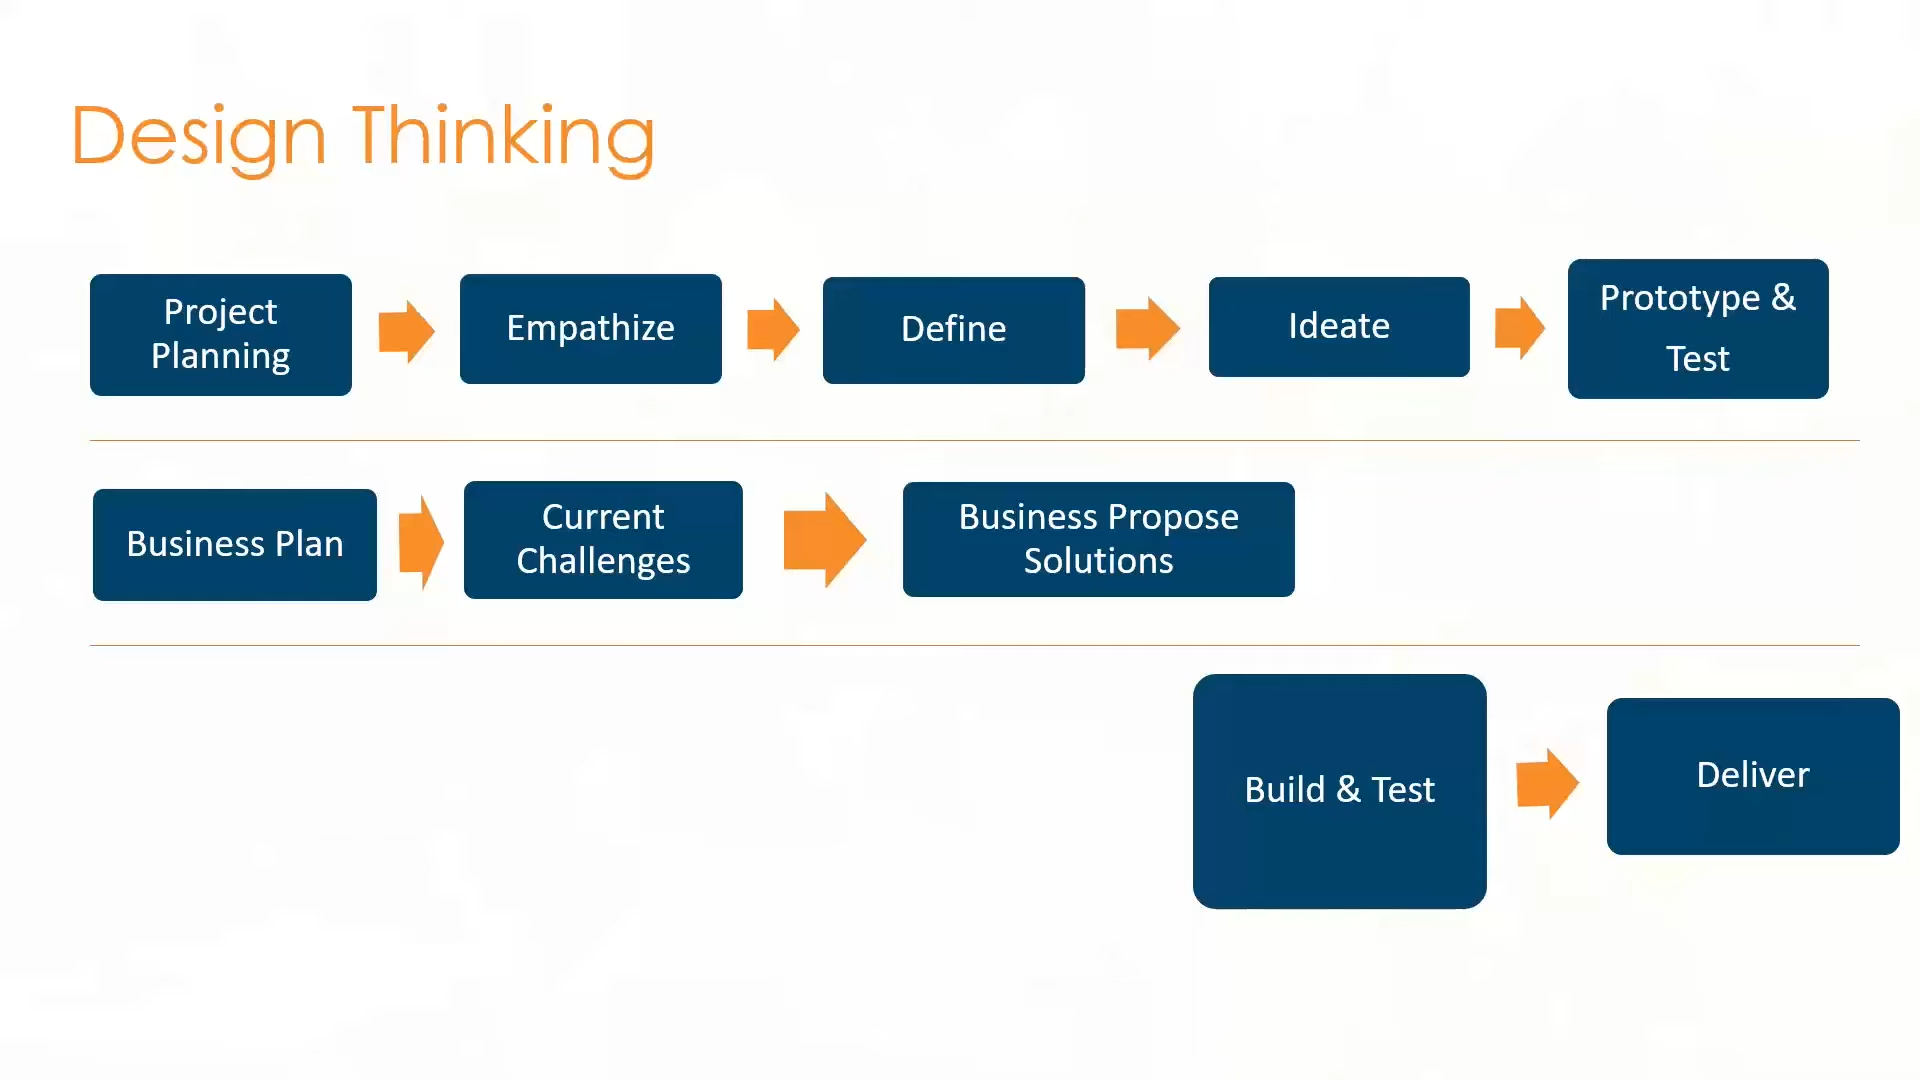 Design Thinking
Project
Planning
Empathize
Define
Ideate
Prototype &
Test
Business Plan
Current
Challenges
Business Propose
Solutions
Build & Test
Deliver